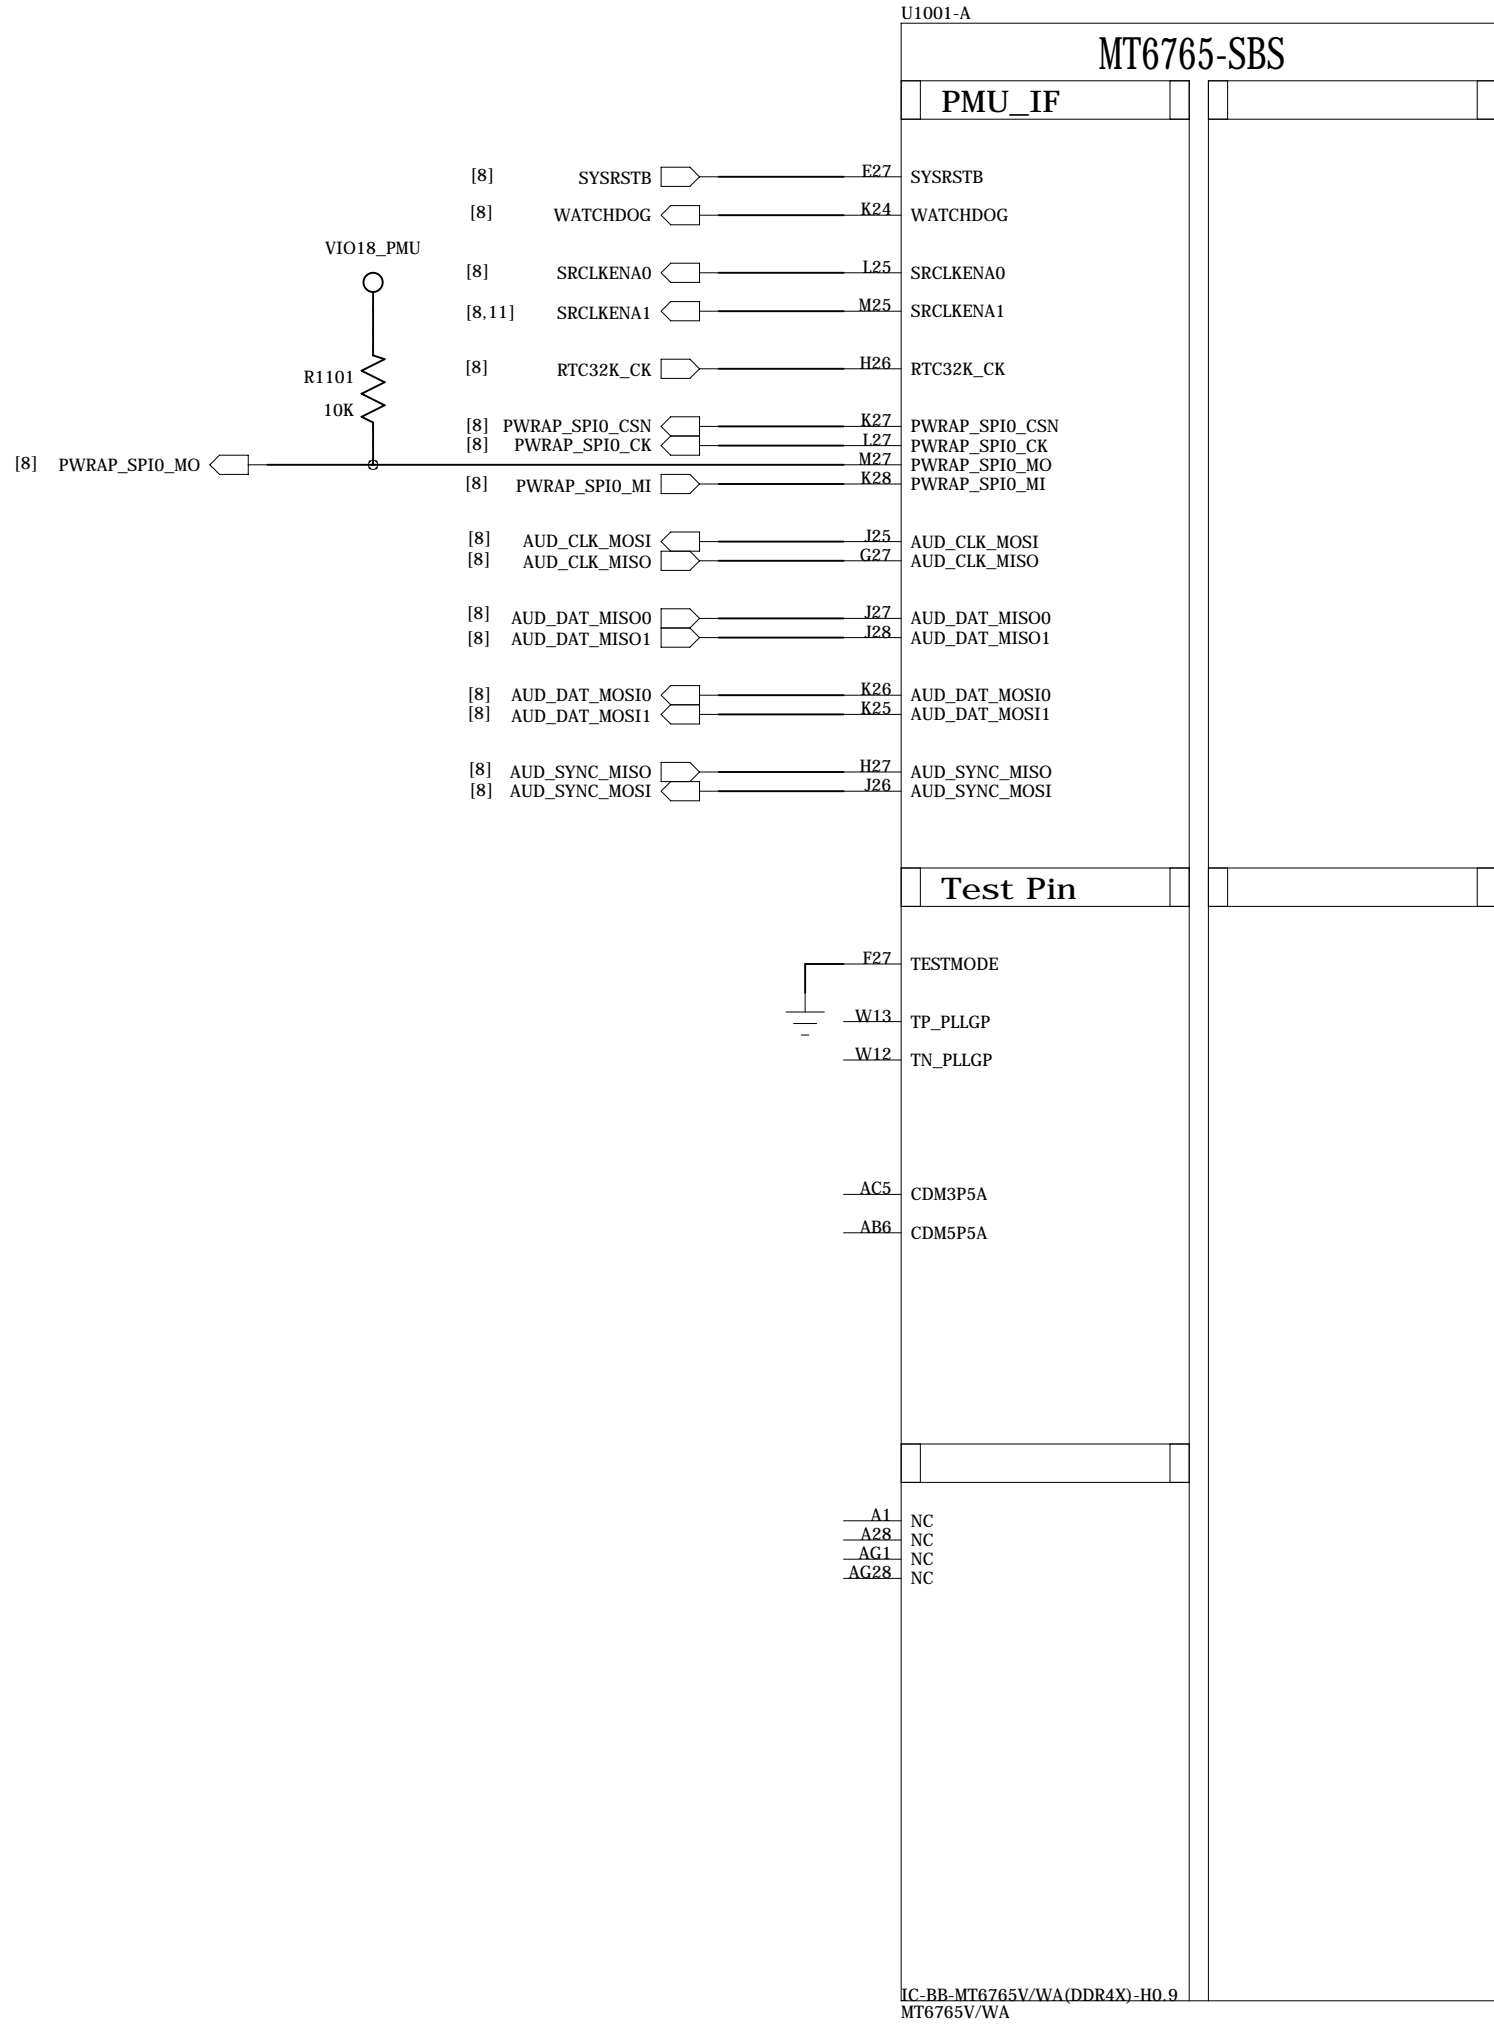 U1001-A
MT6765-SBS
PMU_IF
[8] SYSRSTB E27 SYSRSTB
[8] WATCHDOG K24 WATCHDOG
VIO18_PMU
[8] SRCLKENA0 L25 SRCLKENA0
[8,11] SRCLKENA1 M25 SRCLKENA1
[8] RTC32K_CK H26 RTC32K_CK
R1101
10K
[8] PWRAP_SPI0_CSN K27 PWRAP_SPI0_CSN
[8] PWRAP_SPI0_CK L27 PWRAP_SPI0_CK
[8] PWRAP_SPI0_MO M27 PWRAP_SPI0_MO
[8] PWRAP_SPI0_MI K28 PWRAP_SPI0_MI
[8] AUD_CLK_MOSI J25 AUD_CLK_MOSI
[8] AUD_CLK_MISO G27 AUD_CLK_MISO
[8] AUD_DAT_MISO0 J27 AUD_DAT_MISO0
[8] AUD_DAT_MISO1 J28 AUD_DAT_MISO1
[8] AUD_DAT_MOSI0 K26 AUD_DAT_MOSI0
[8] AUD_DAT_MOSI1 K25 AUD_DAT_MOSI1
[8] AUD_SYNC_MISO H27 AUD_SYNC_MISO
[8] AUD_SYNC_MOSI J26 AUD_SYNC_MOSI
Test Pin
F27 TESTMODE
W13 TP_PLLGP
W12 TN_PLLGP
AC5 CDM3P5A
AB6 CDM5P5A
A1 NC
A28 NC
AG1 NC
AG28 NC
IC-BB-MT6765V/WA(DDR4X)-H0.9
MT6765V/WA